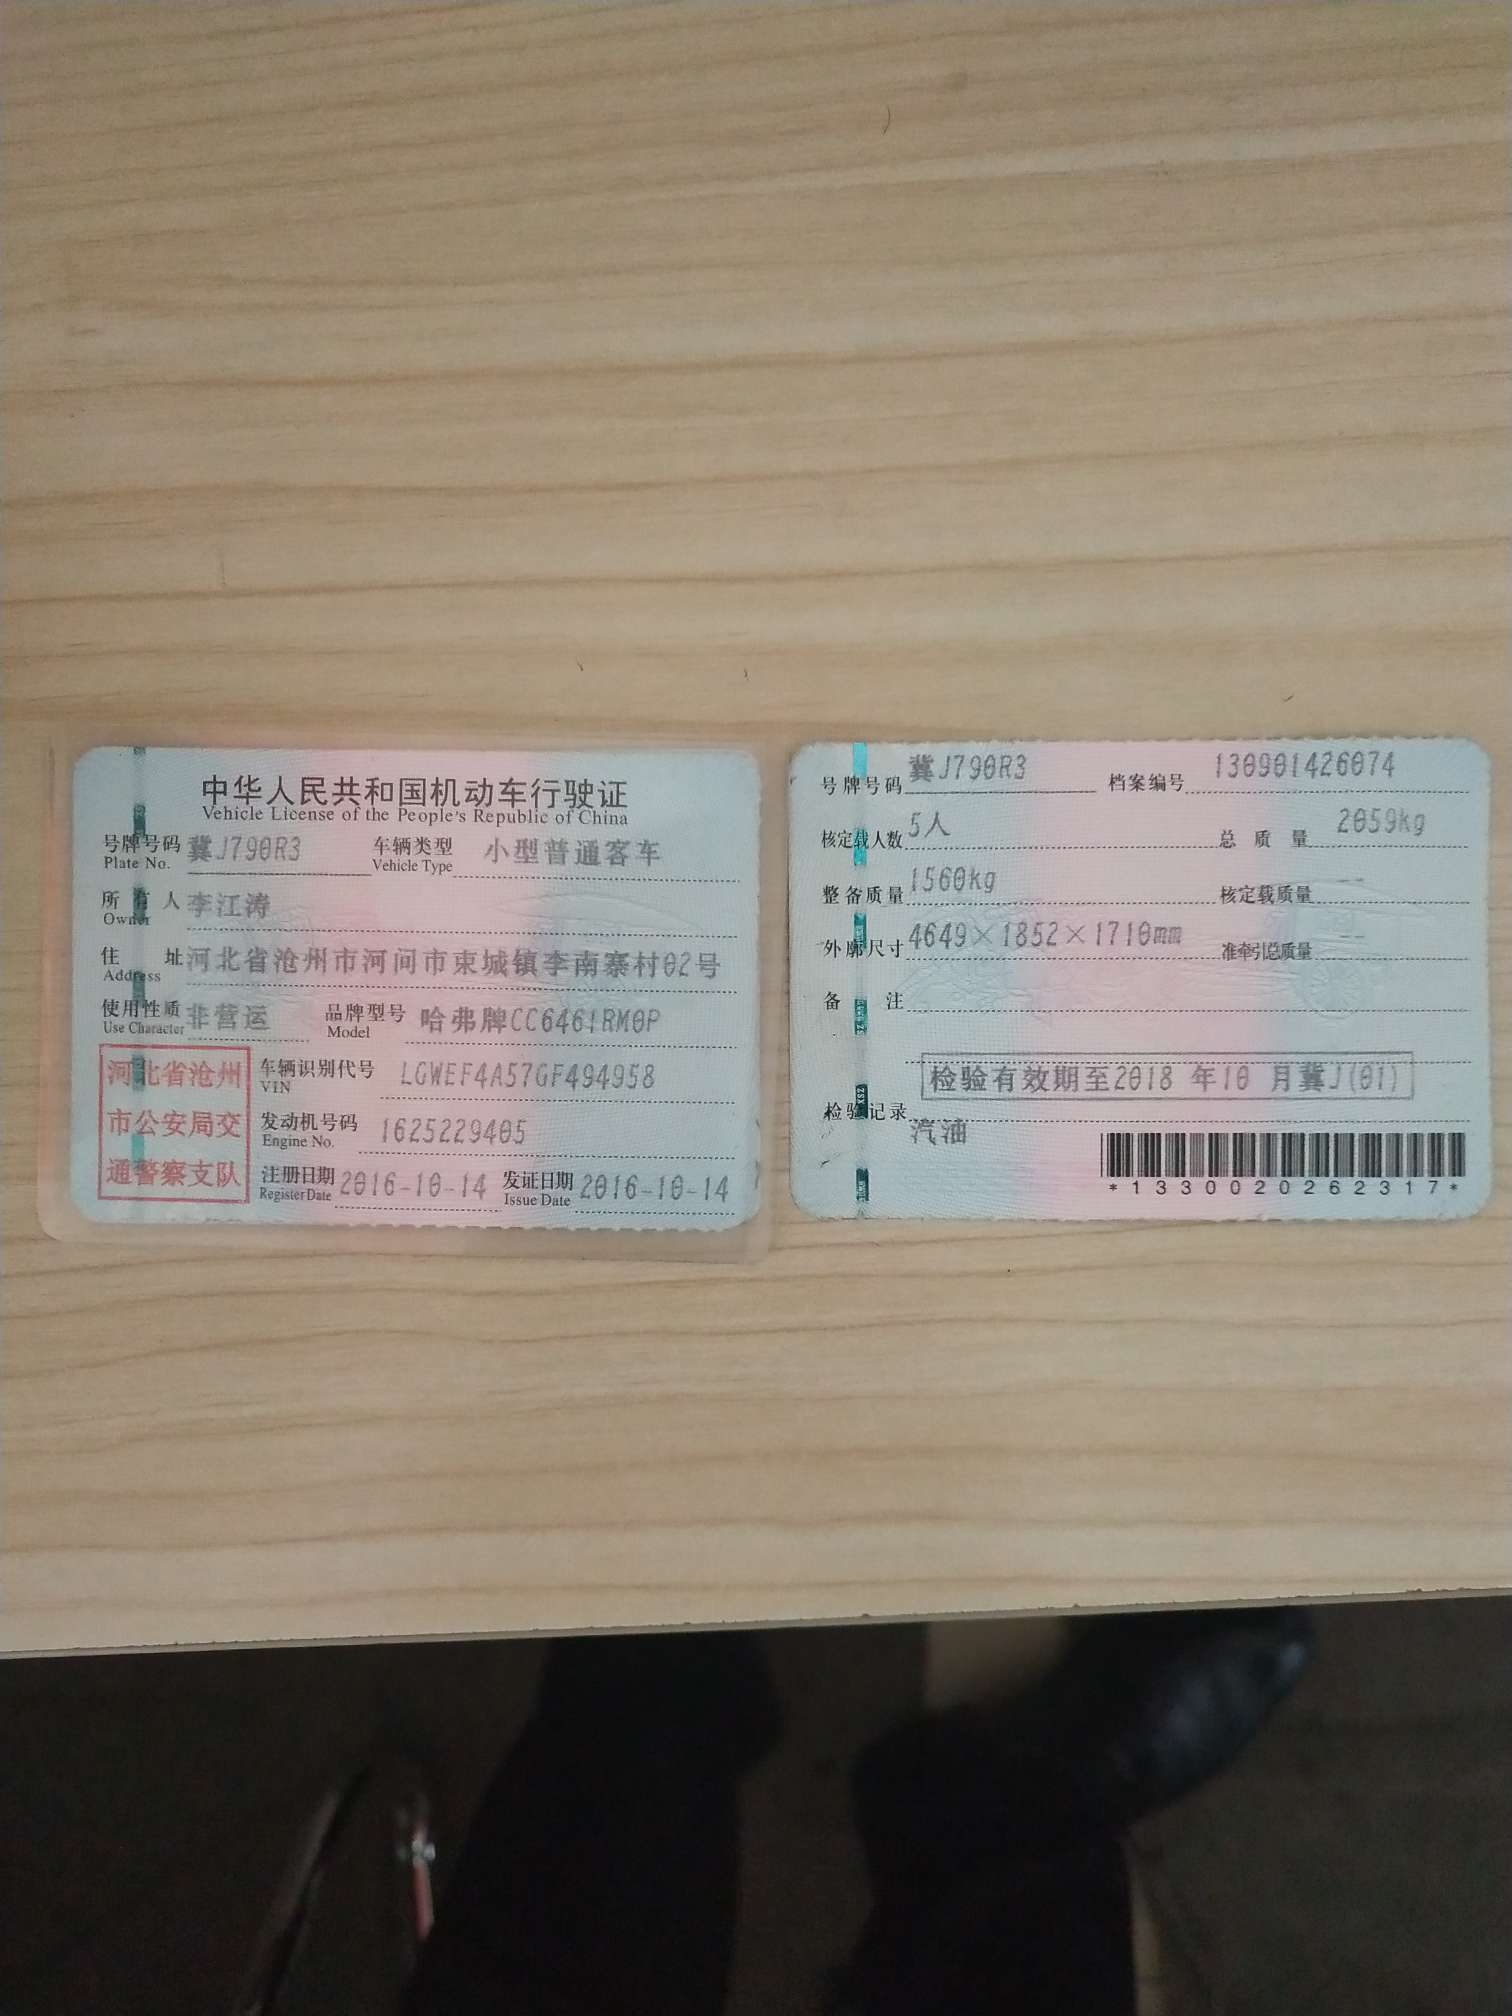 中华人民共和国机动车行驶证
Vehicle License of the People's Republic of China
号牌号码 冀J790R3 车辆类型 小型普通客车
Plate No. Vehicle Type
所有人 李江涛
Owner
住址 河北省沧州市河间市束城镇李南寨村02号
Address
使用性质 非营运 品牌型号 哈弗牌CC6461RM0P
Use Character Model
河北省沧州
市公安局交
通警察支队
车辆识别代号 LGWEF4A57GF494958
VIN
发动机号码 1625229405
Engine No.
注册日期 2016-10-14 发证日期 2016-10-14
Register Date Issue Date
号牌号码 冀J790R3 档案编号 130901426074
核定载人数 5人 总质量 2059kg
整备质量 1560kg 核定载质量 --
外廓尺寸 4649×1852×1710mm 准牵引总质量 --
备注
检验有效期至2018 年10 月冀J(01)
检验记录
汽油
*1330020262317*